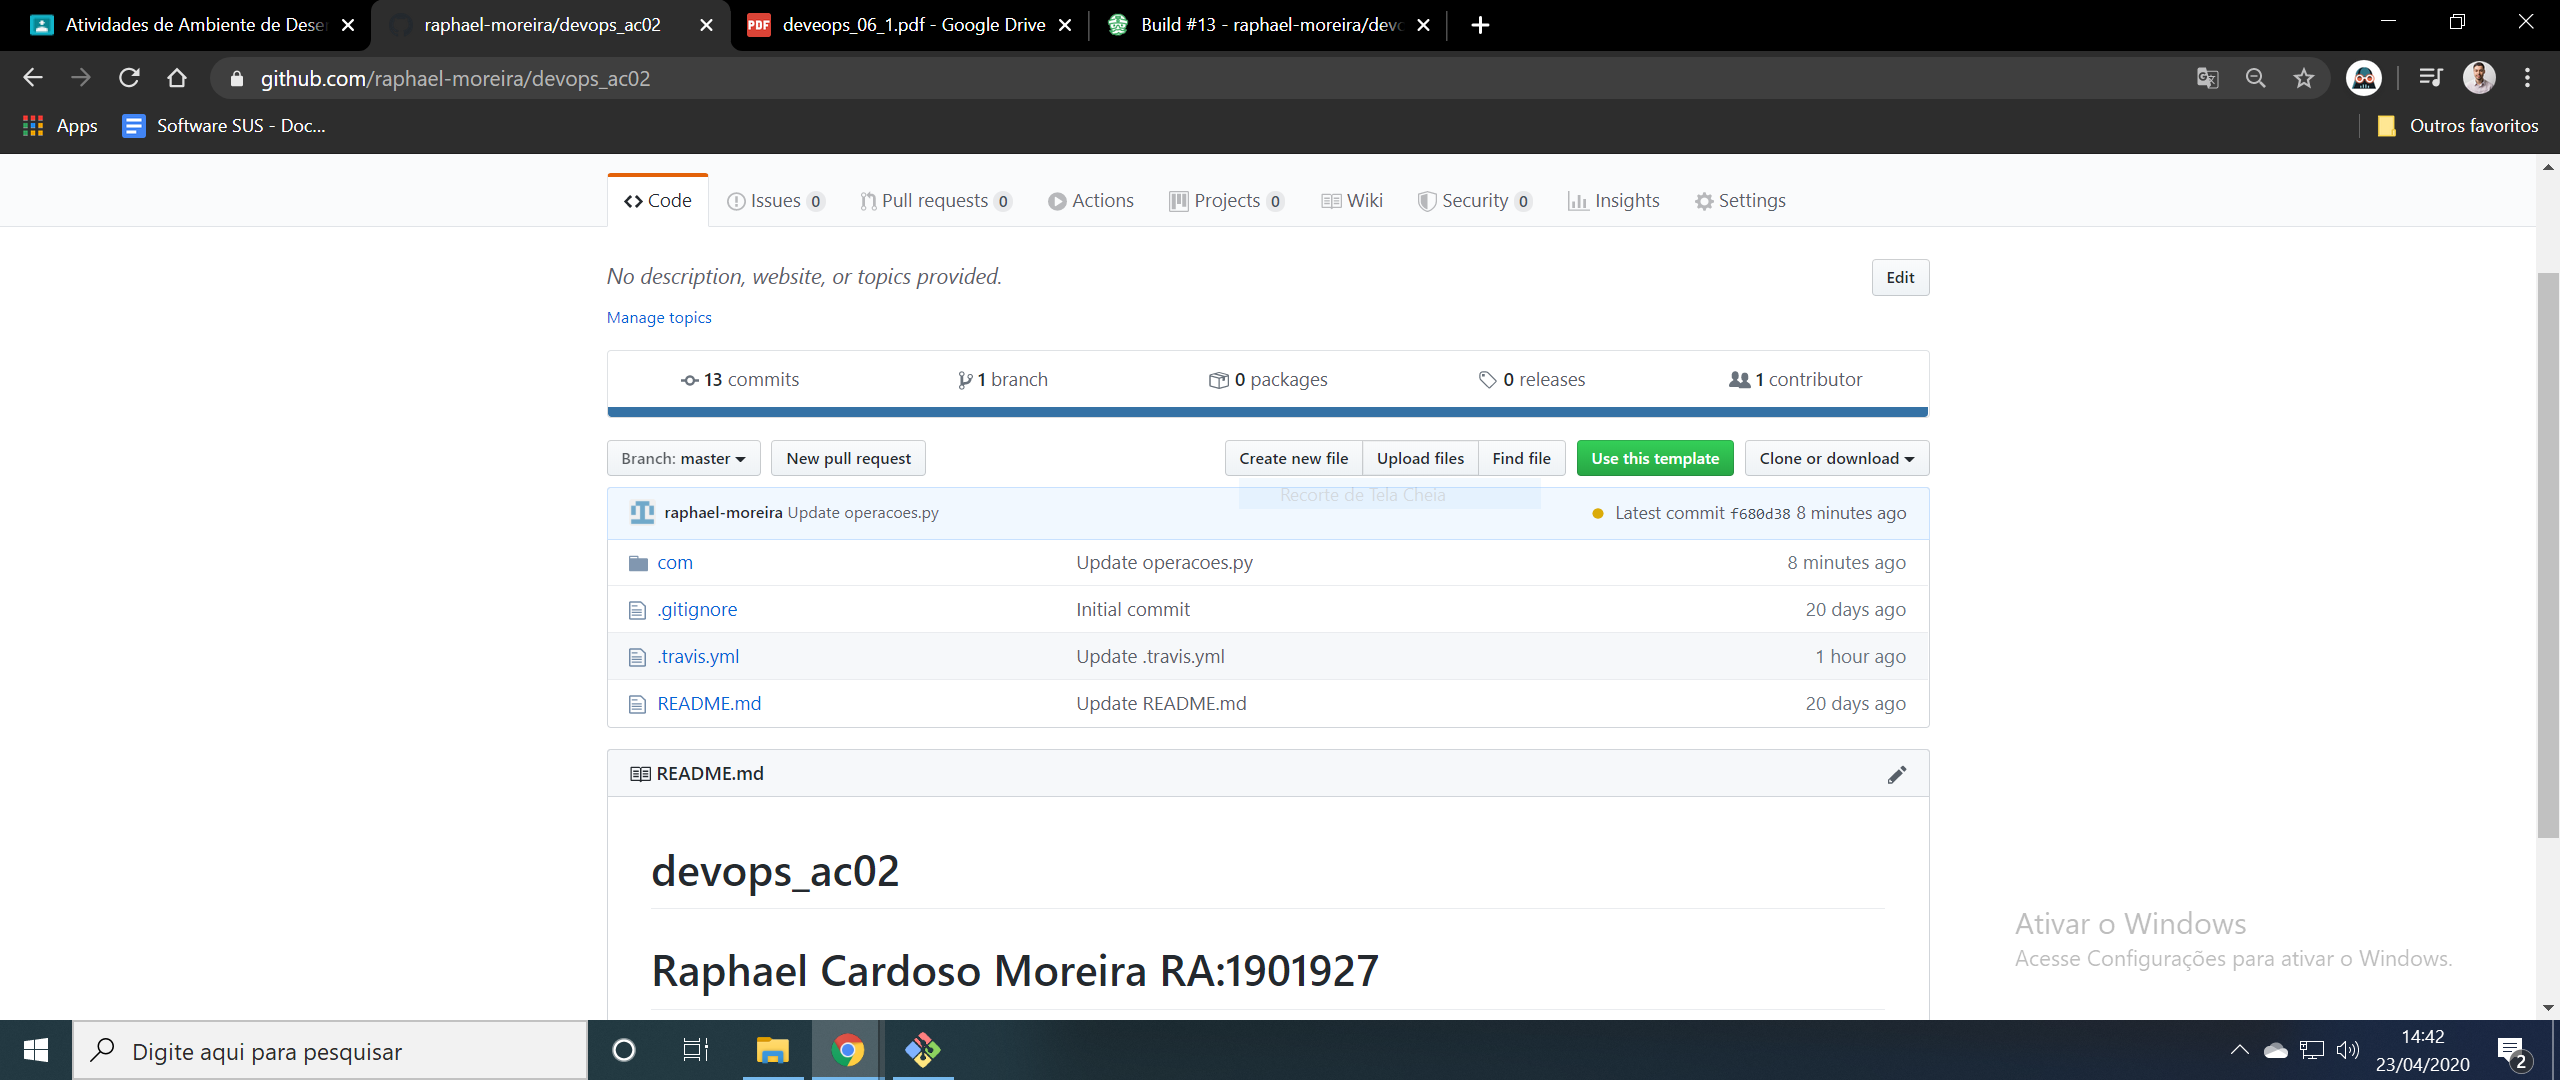 Atividades de Ambiente de Deser
raphael-moreira/devops_ac02
PDF
deveops_06_1.pdf - Google Drive
Build #13 - raphael-moreira/devo
github.com/raphael-moreira/devops_ac02
Apps
Software SUS - Doc...
Outros favoritos
Code
Issues 0
Pull requests 0
Actions
Projects 0
Wiki
Security 0
Insights
Settings
No description, website, or topics provided.
Edit
Manage topics
13 commits
1 branch
0 packages
0 releases
1 contributor
Branch: master
New pull request
Create new file
Upload files
Find file
Use this template
Clone or download
Recorte de Tela Cheia
raphael-moreira Update operacoes.py
Latest commit f680d38 8 minutes ago
com
Update operacoes.py
8 minutes ago
.gitignore
Initial commit
20 days ago
.travis.yml
Update .travis.yml
1 hour ago
README.md
Update README.md
20 days ago
README.md
devops_ac02
Raphael Cardoso Moreira RA:1901927
Ativar o Windows
Acesse Configurações para ativar o Windows.
Digite aqui para pesquisar
14:42
23/04/2020
2